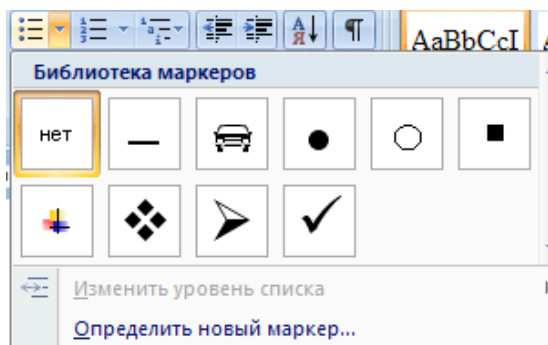 AaBbCcI
Библиотека маркеров
нет
Изменить уровень списка
Определить новый маркер...